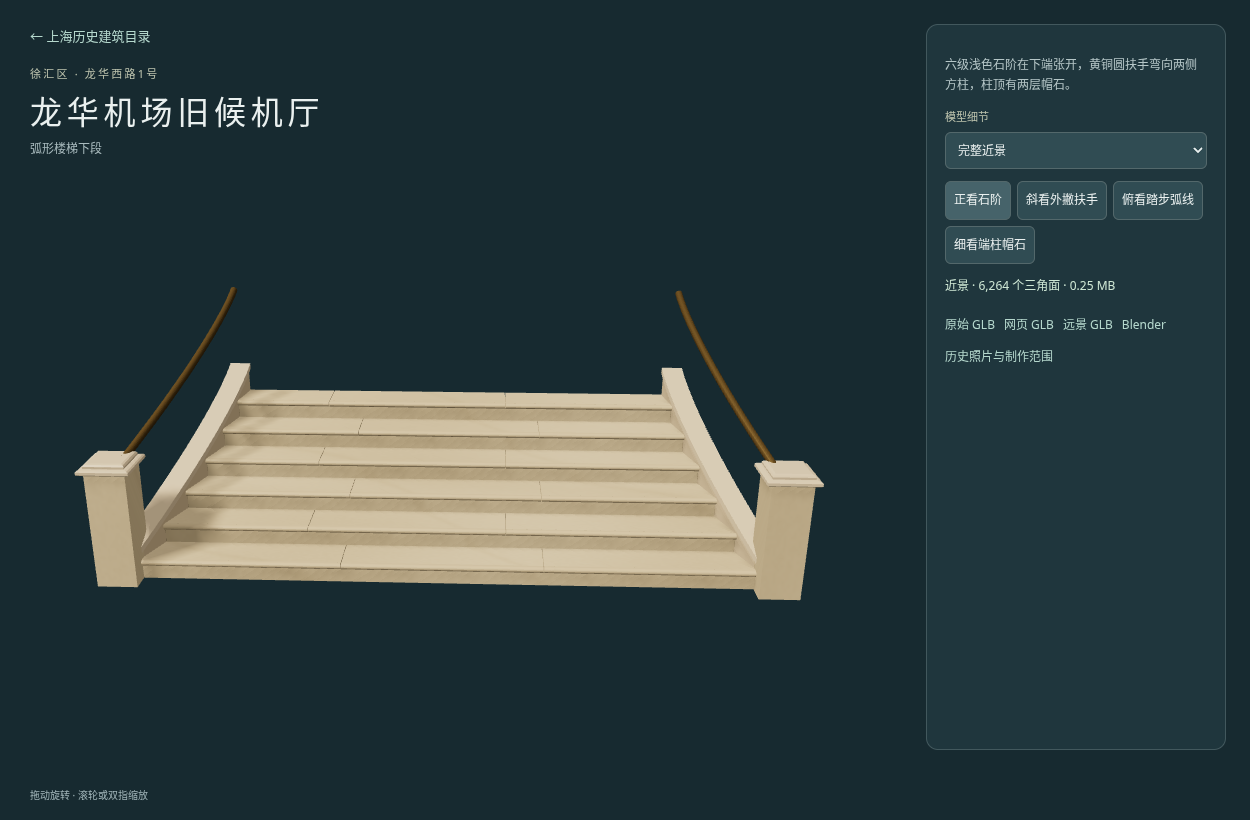 ← 上海历史建筑目录
徐汇区 · 龙华西路1号
龙华机场旧候机厅
弧形楼梯下段
六级浅色石阶在下端张开，黄铜圆扶手弯向两侧
方柱，柱顶有两层帽石。
模型细节
完整近景
正看石阶 斜看外撇扶手 俯看踏步弧线
细看端柱帽石
近景 · 6,264 个三角面 · 0.25 MB
原始 GLB 网页 GLB 远景 GLB Blender
历史照片与制作范围
拖动旋转 · 滚轮或双指缩放